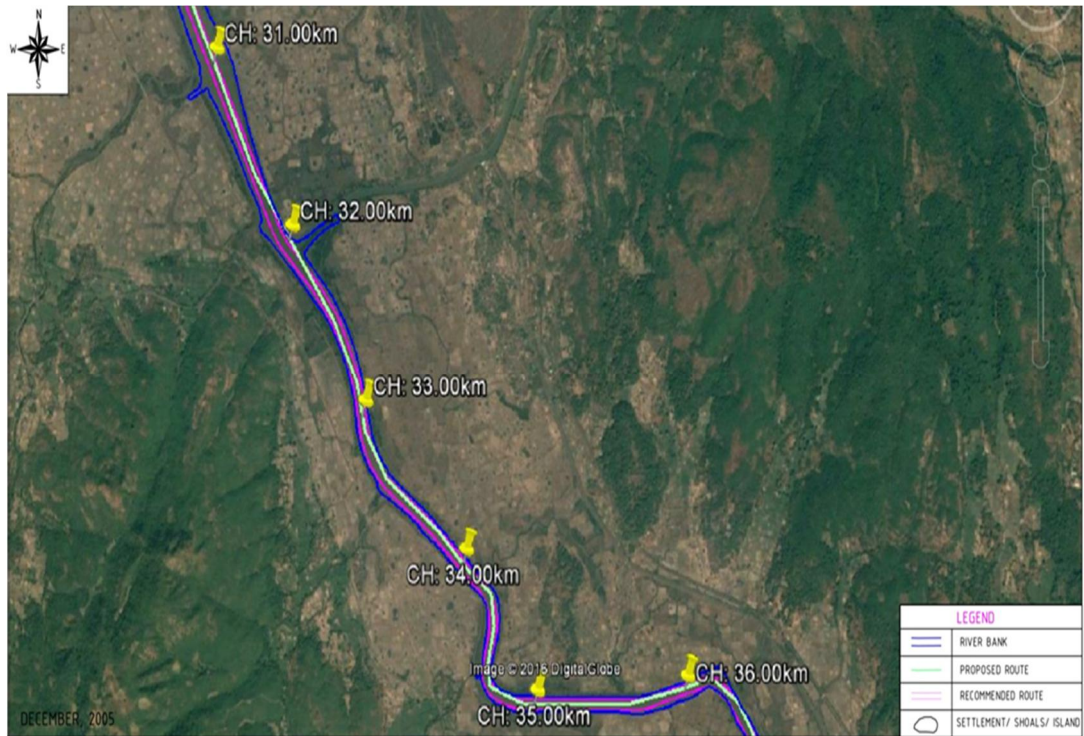 N
W E
S
CH: 31.00km
CH: 32.00km
CH: 33.00km
CH: 34.00km
Image © 2016 DigitalGlobe
CH: 36.00km
CH: 35.00km
DECEMBER, 2005
LEGEND
RIVER BANK
PROPOSED ROUTE
RECOMMENDED ROUTE
SETTLEMENT/ SHOALS/ ISLAND